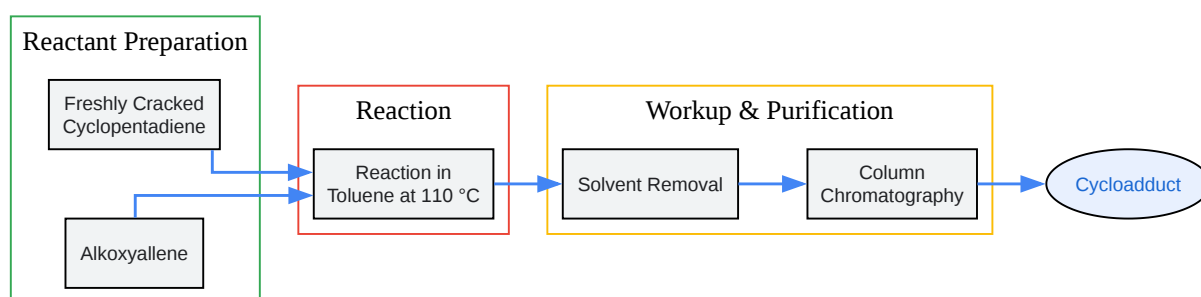 Reactant Preparation
Freshly Cracked
Cyclopentadiene
Alkoxyallene
Reaction
Reaction in
Toluene at 110 °C
Workup & Purification
Solvent Removal
Column
Chromatography
Cycloadduct